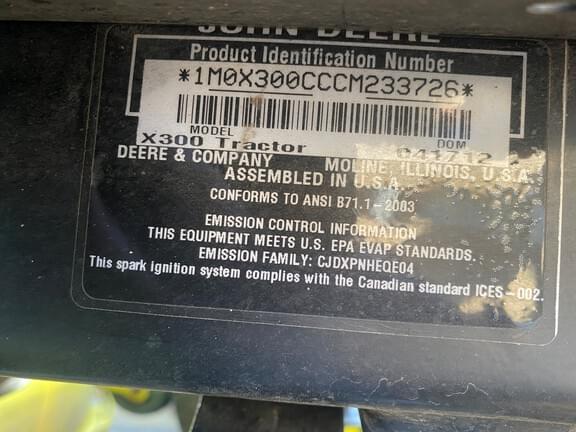 JOHN DEERE
Product Identification Number
*1M0X300CCCM233726*
MODEL DOM
X300 Tractor 041712
DEERE & COMPANY MOLINE, ILLINOIS, U.S.A.
ASSEMBLED IN U.S.A.
CONFORMS TO ANSI B71.1-2003
EMISSION CONTROL INFORMATION
THIS EQUIPMENT MEETS U.S. EPA EVAP STANDARDS.
EMISSION FAMILY: CJDXPNHEQE04
This spark ignition system complies with the Canadian standard ICES-002.